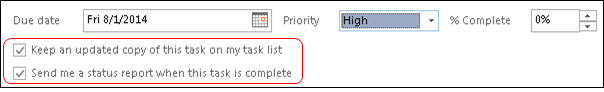 Due date Fri 8/1/2014 Priority High % Complete 0%
Keep an updated copy of this task on my task list
Send me a status report when this task is complete